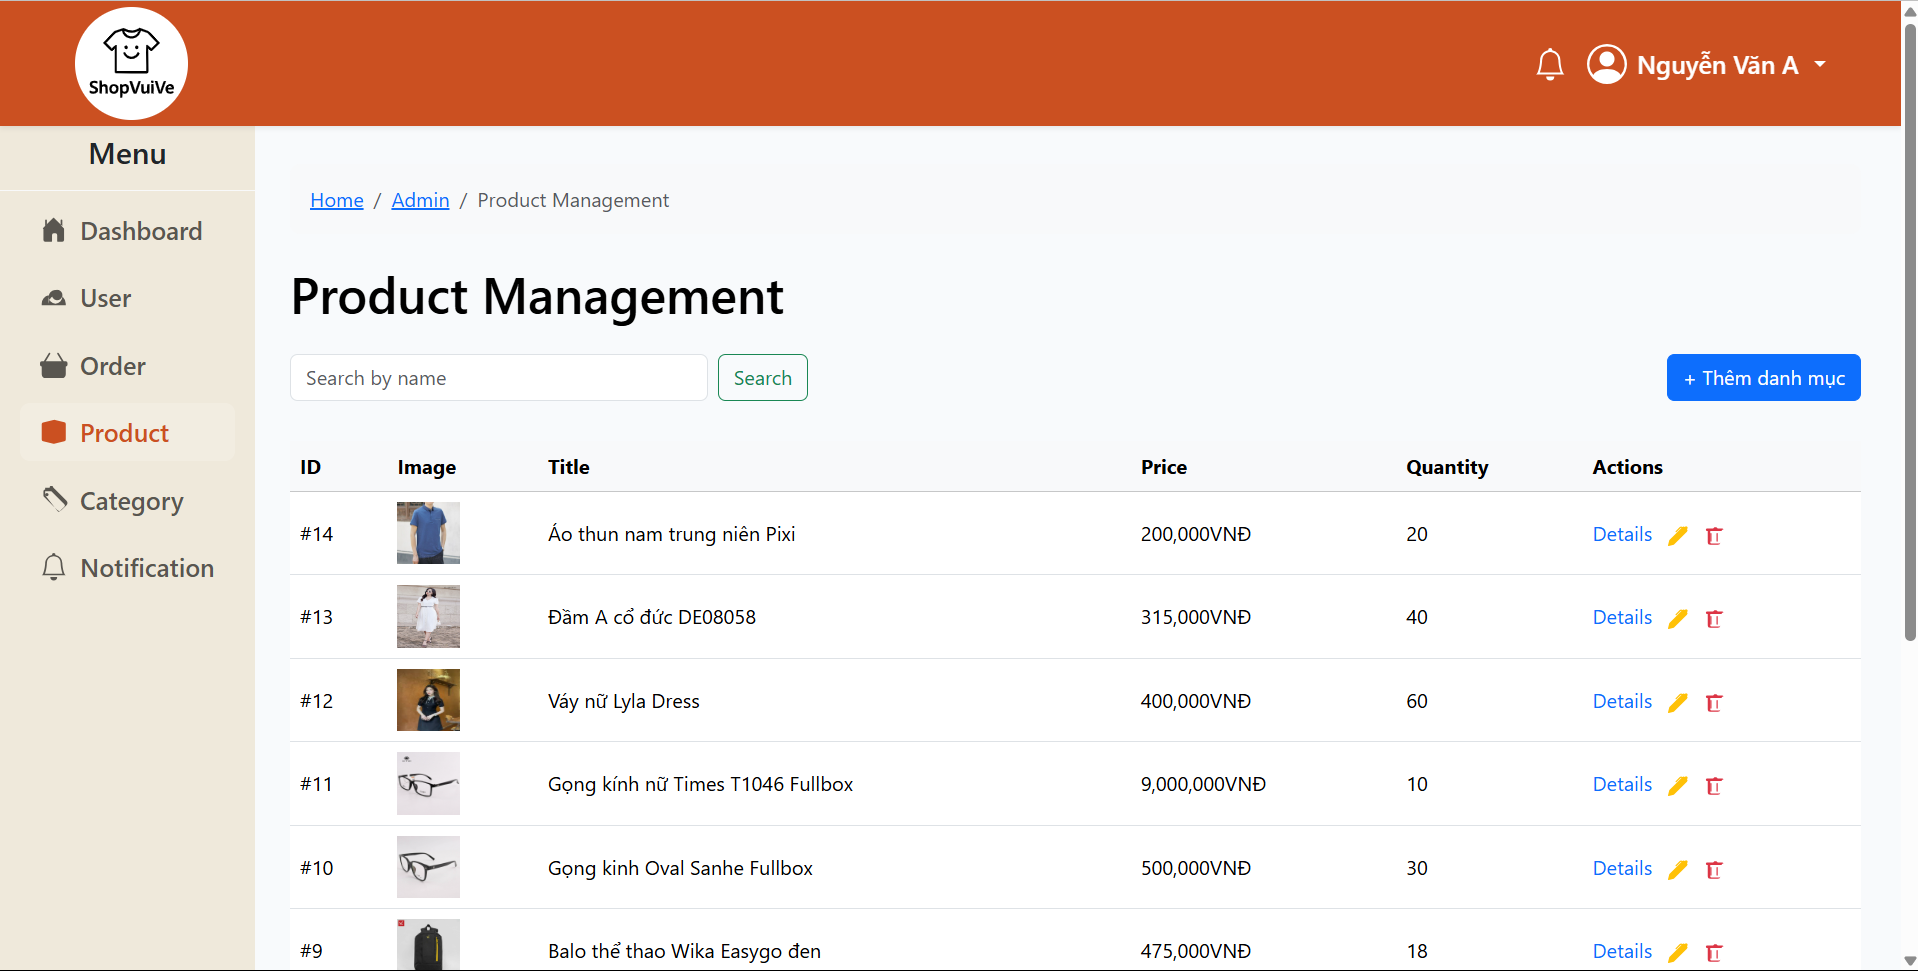 ShopVuiVe
Nguyễn Văn A
Menu
Dashboard
User
Order
Product
Category
Notification
Home / Admin / Product Management
Product Management
Search by name
Search
+ Thêm danh mục
ID Image Title Price Quantity Actions
#14 Áo thun nam trung niên Pixi 200,000VNĐ 20 Details
#13 Đầm A cổ đức DE08058 315,000VNĐ 40 Details
#12 Váy nữ Lyla Dress 400,000VNĐ 60 Details
#11 Gọng kính nữ Times T1046 Fullbox 9,000,000VNĐ 10 Details
#10 Gọng kinh Oval Sanhe Fullbox 500,000VNĐ 30 Details
#9 Balo thể thao Wika Easygo đen 475,000VNĐ 18 Details